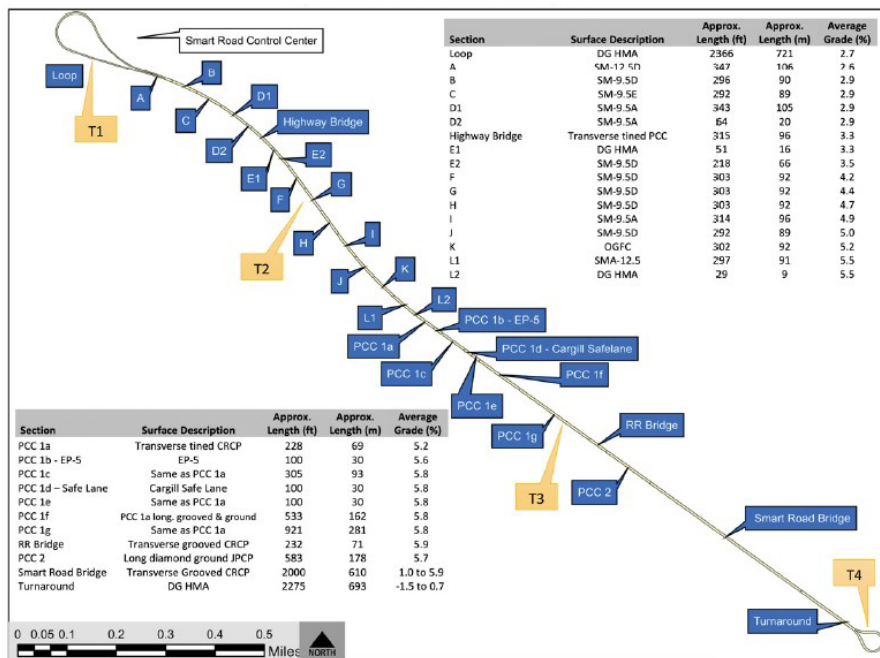 Smart Road Control Center
Loop
T1
A
B
C
D1
D2
Highway Bridge
E1
E2
F
G
T2
H
I
J
K
L1
L2
PCC 1a
PCC 1b - EP-5
PCC 1c
PCC 1d - Cargill Safelane
PCC 1e
PCC 1f
PCC 1g
RR Bridge
T3
PCC 2
Smart Road Bridge
T4
Turnaround
Approx. Approx. Average
Section Surface Description Length (ft) Length (m) Grade (%)
Loop DG HMA 2366 721 2.7
A SM-12.5D 347 106 2.6
B SM-9.5D 296 90 2.9
C SM-9.5E 292 89 2.9
D1 SM-9.5A 343 105 2.9
D2 SM-9.5A 64 20 2.9
Highway Bridge Transverse tined PCC 315 96 3.3
E1 DG HMA 51 16 3.3
E2 SM-9.5D 218 66 3.5
F SM-9.5D 303 92 4.2
G SM-9.5D 303 92 4.4
H SM-9.5D 303 92 4.7
I SM-9.5A 314 96 4.9
J SM-9.5D 292 89 5.0
K OGFC 302 92 5.2
L1 SMA-12.5 297 91 5.5
L2 DG HMA 29 9 5.5
Approx. Approx. Average
Section Surface Description Length (ft) Length (m) Grade (%)
PCC 1a Transverse tined CRCP 228 69 5.2
PCC 1b - EP-5 EP-5 100 30 5.6
PCC 1c Same as PCC 1a 305 93 5.8
PCC 1d – Safe Lane Cargill Safe Lane 100 30 5.8
PCC 1e Same as PCC 1a 100 30 5.8
PCC 1f PCC 1a long. grooved & ground 533 162 5.8
PCC 1g Same as PCC 1a 921 281 5.8
RR Bridge Transverse grooved CRCP 232 71 5.9
PCC 2 Long diamond ground JPCP 583 178 5.7
Smart Road Bridge Transverse Grooved CRCP 2000 610 1.0 to 5.9
Turnaround DG HMA 2275 693 -1.5 to 0.7
0 0.05 0.1 0.2 0.3 0.4 0.5
Miles
NORTH